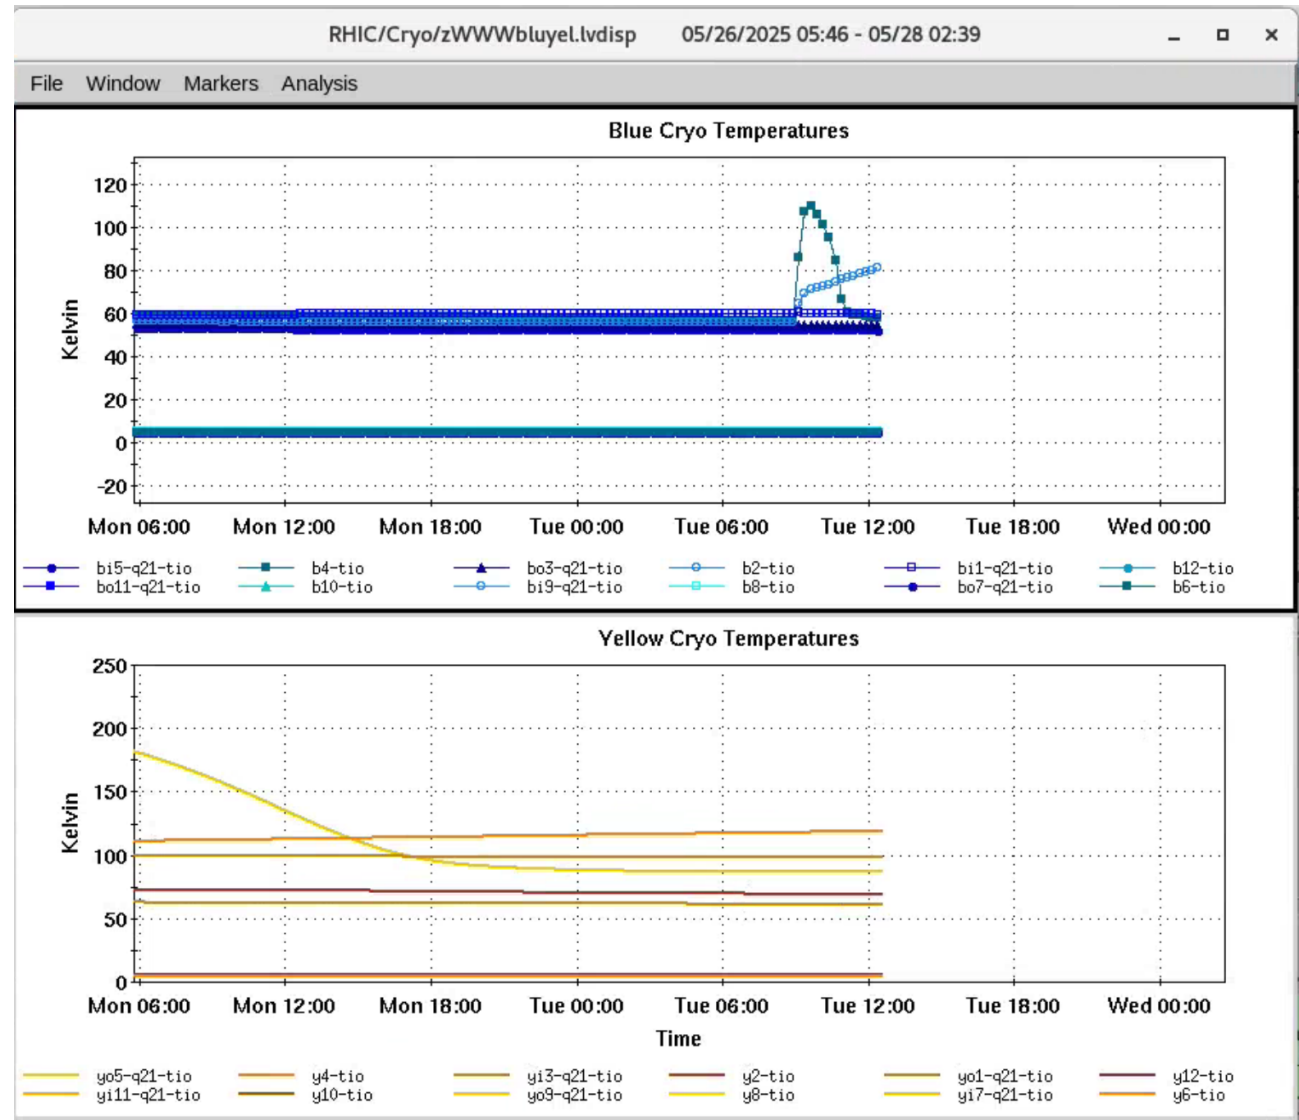 RHIC/Cryo/zWWWbluyel.lvdisp 05/26/2025 05:46 - 05/28 02:39
File Window Markers Analysis
Blue Cryo Temperatures
120
100
80
60
40
20
0
-20
Kelvin
Mon 06:00 Mon 12:00 Mon 18:00 Tue 00:00 Tue 06:00 Tue 12:00 Tue 18:00 Wed 00:00
bi5-q21-tio b4-tio bo3-q21-tio b2-tio bi1-q21-tio b12-tio
bo11-q21-tio b10-tio bi9-q21-tio b8-tio bo7-q21-tio b6-tio
Yellow Cryo Temperatures
250
200
150
100
50
0
Kelvin
Mon 06:00 Mon 12:00 Mon 18:00 Tue 00:00 Tue 06:00 Tue 12:00 Tue 18:00 Wed 00:00
Time
yo5-q21-tio y4-tio yi3-q21-tio y2-tio yo1-q21-tio y12-tio
yi11-q21-tio y10-tio yo9-q21-tio y8-tio yi7-q21-tio y6-tio